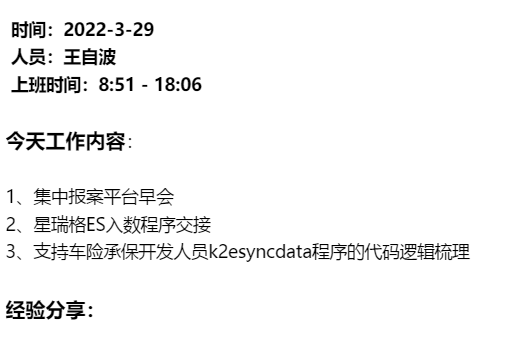 时间：2022-3-29
人员：王自波
上班时间：8:51 - 18:06
今天工作内容：
1、集中报案平台早会
2、星瑞格ES入数程序交接
3、支持车险承保开发人员k2esyncdata程序的代码逻辑梳理
经验分享：